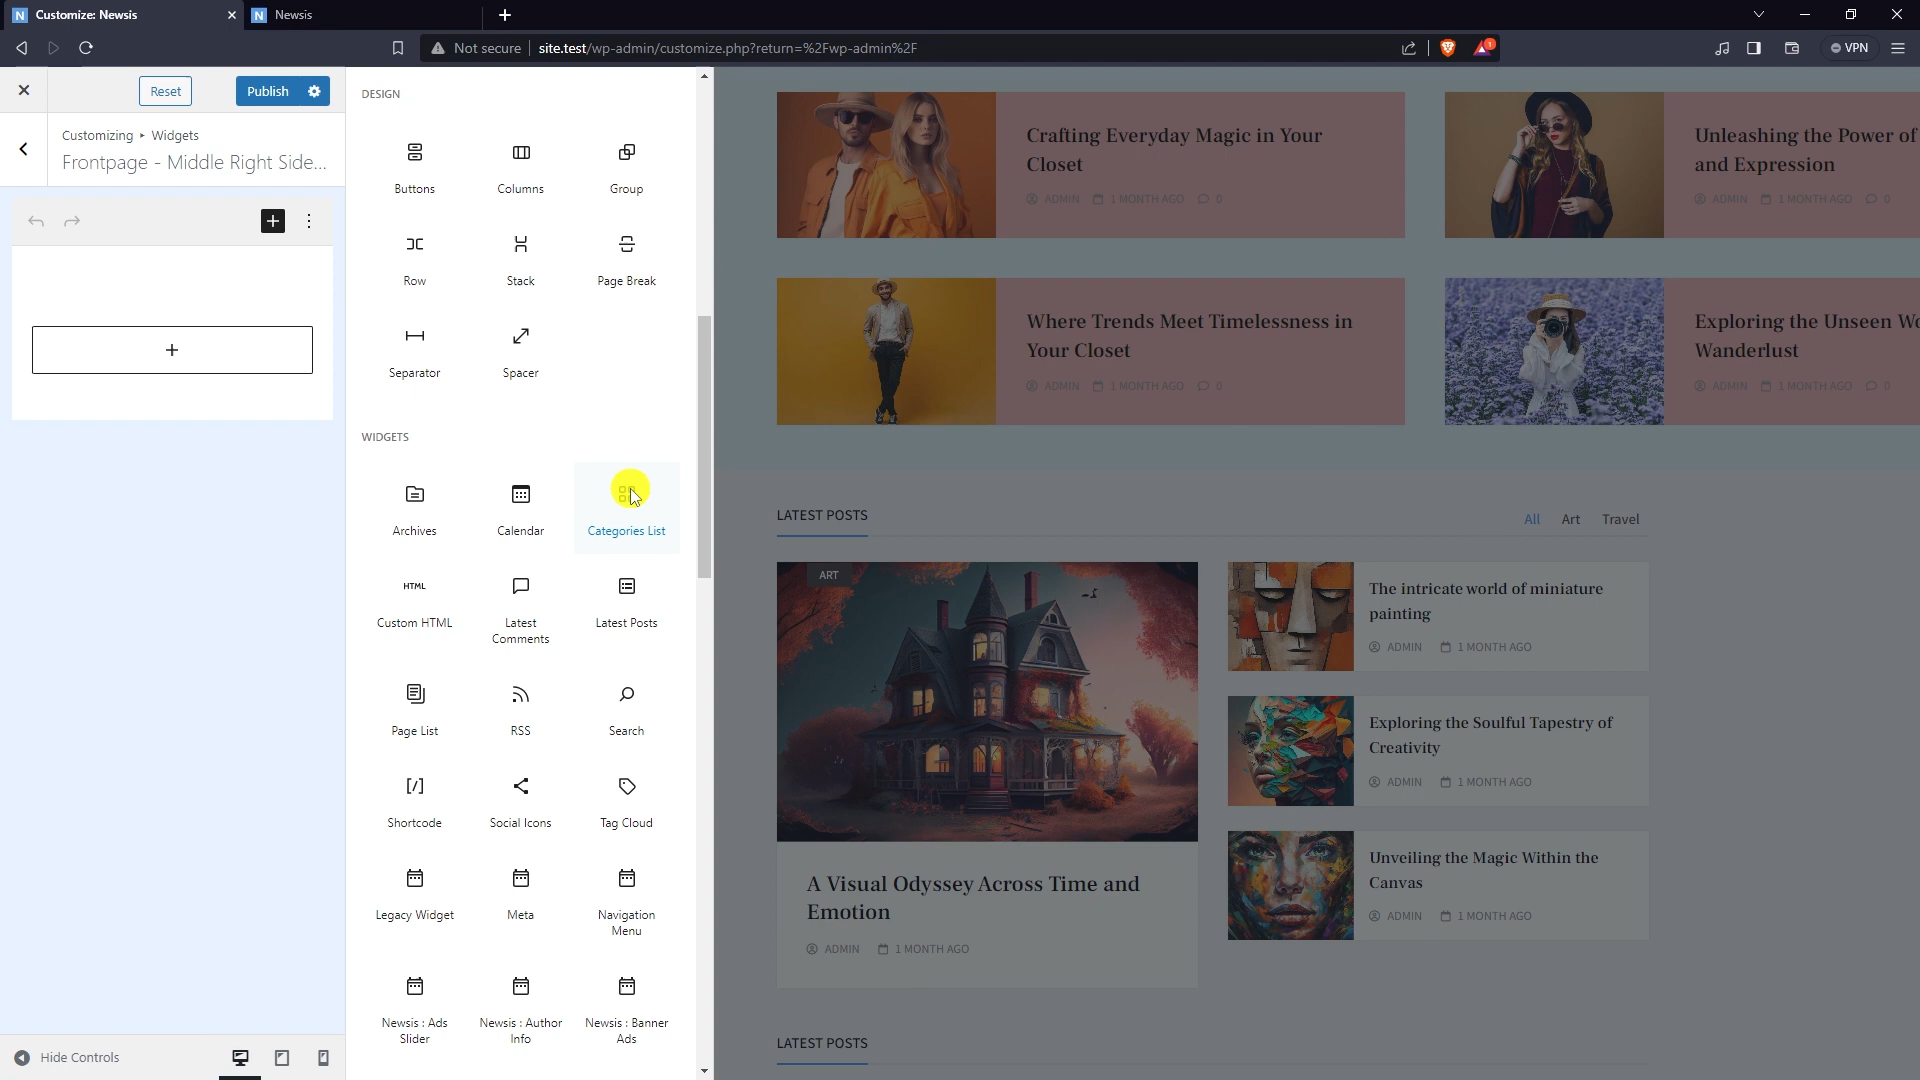 Customize: Newsis
Newsis
Not secure
site.test/wp-admin/customize.php?return=%2Fwp-admin%2F
1
VPN
Reset
Publish
Customizing ▸ Widgets
Frontpage - Middle Right Side...
Hide Controls
DESIGN
Buttons
Columns
Group
Row
Stack
Page Break
Separator
Spacer
WIDGETS
Archives
Calendar
Categories List
HTML
Custom HTML
Latest
Comments
Latest Posts
Page List
RSS
Search
[/]
Shortcode
Social Icons
Tag Cloud
Legacy Widget
Meta
Navigation
Menu
Newsis : Ads
Slider
Newsis : Author
Info
Newsis : Banner
Ads
Crafting Everyday Magic in Your
Closet
ADMIN 1 MONTH AGO 0
Unleashing the Power of
and Expression
ADMIN 1 MONTH AGO 0
Where Trends Meet Timelessness in
Your Closet
ADMIN 1 MONTH AGO 0
Exploring the Unseen Wo
Wanderlust
ADMIN 1 MONTH AGO 0
LATEST POSTS
All Art Travel
ART
A Visual Odyssey Across Time and
Emotion
ADMIN 1 MONTH AGO
The intricate world of miniature
painting
ADMIN 1 MONTH AGO
Exploring the Soulful Tapestry of
Creativity
ADMIN 1 MONTH AGO
Unveiling the Magic Within the
Canvas
ADMIN 1 MONTH AGO
LATEST POSTS